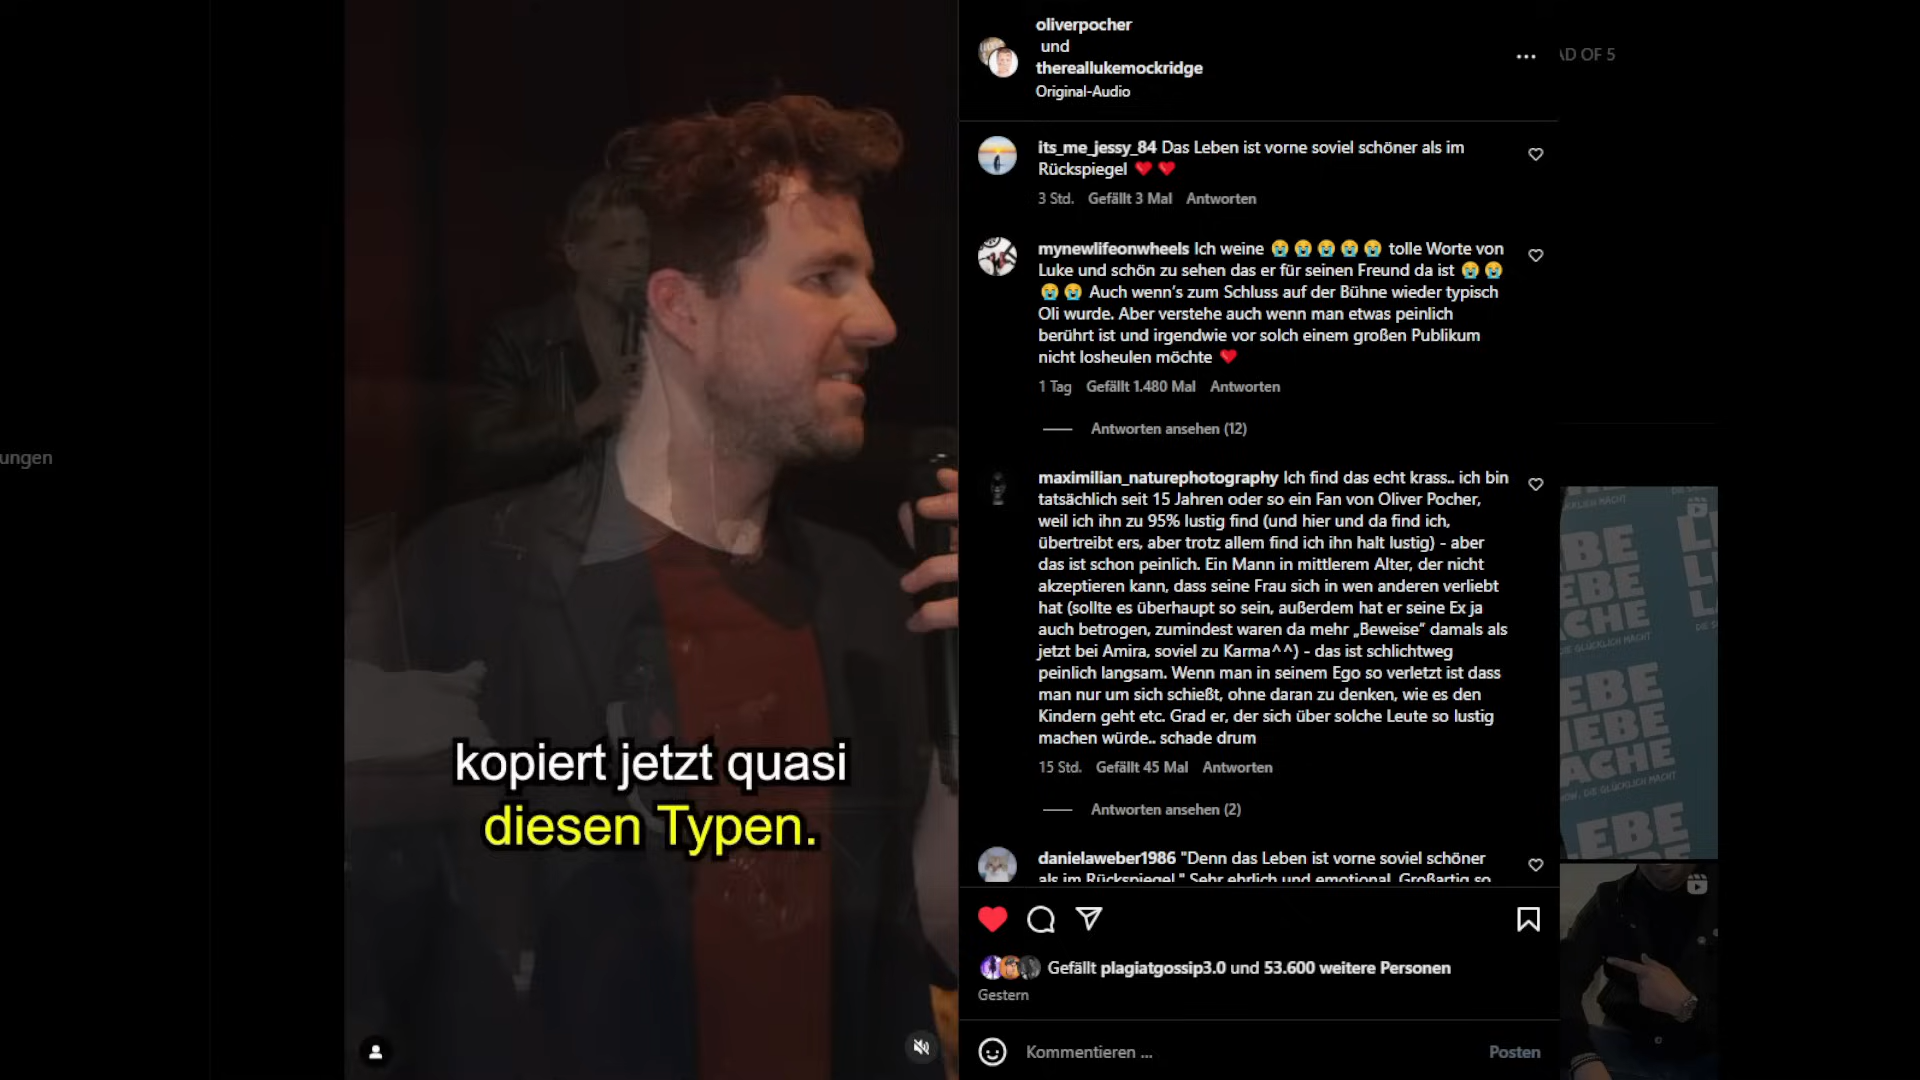 oliverpocher
und
thereallukemockridge
Original-Audio
AD OF 5
its_me_jessy_84 Das Leben ist vorne soviel schöner als im
Rückspiegel ❤️ ❤️
3 Std. Gefällt 3 Mal Antworten
mynewlifeonwheels Ich weine 😭😭😭😭😭 tolle Worte von
Luke und schön zu sehen das er für seinen Freund da ist 😭😭
😭😭 Auch wenn's zum Schluss auf der Bühne wieder typisch
Oli wurde. Aber verstehe auch wenn man etwas peinlich
berührt ist und irgendwie vor solch einem großen Publikum
nicht losheulen möchte ❤️
1 Tag Gefällt 1.480 Mal Antworten
Antworten ansehen (12)
ungen
maximilian_naturephotography Ich find das echt krass.. ich bin
tatsächlich seit 15 Jahren oder so ein Fan von Oliver Pocher,
weil ich ihn zu 95% lustig find (und hier und da find ich,
übertreibt ers, aber trotz allem find ich ihn halt lustig) - aber
das ist schon peinlich. Ein Mann in mittlerem Alter, der nicht
akzeptieren kann, dass seine Frau sich in wen anderen verliebt
hat (sollte es überhaupt so sein, außerdem hat er seine Ex ja
auch betrogen, zumindest waren da mehr „Beweise" damals als
jetzt bei Amira, soviel zu Karma^^) - das ist schlichtweg
peinlich langsam. Wenn man in seinem Ego so verletzt ist dass
man nur um sich schießt, ohne daran zu denken, wie es den
Kindern geht etc. Grad er, der sich über solche Leute so lustig
machen würde.. schade drum
15 Std. Gefällt 45 Mal Antworten
Antworten ansehen (2)
kopiert jetzt quasi
diesen Typen.
danielaweber1986 "Denn das Leben ist vorne soviel schöner
als im Rückspiegel." Sehr ehrlich und emotional. Großartig so
Gefällt plagiatgossip3.0 und 53.600 weitere Personen
Gestern
Kommentieren ...
Posten